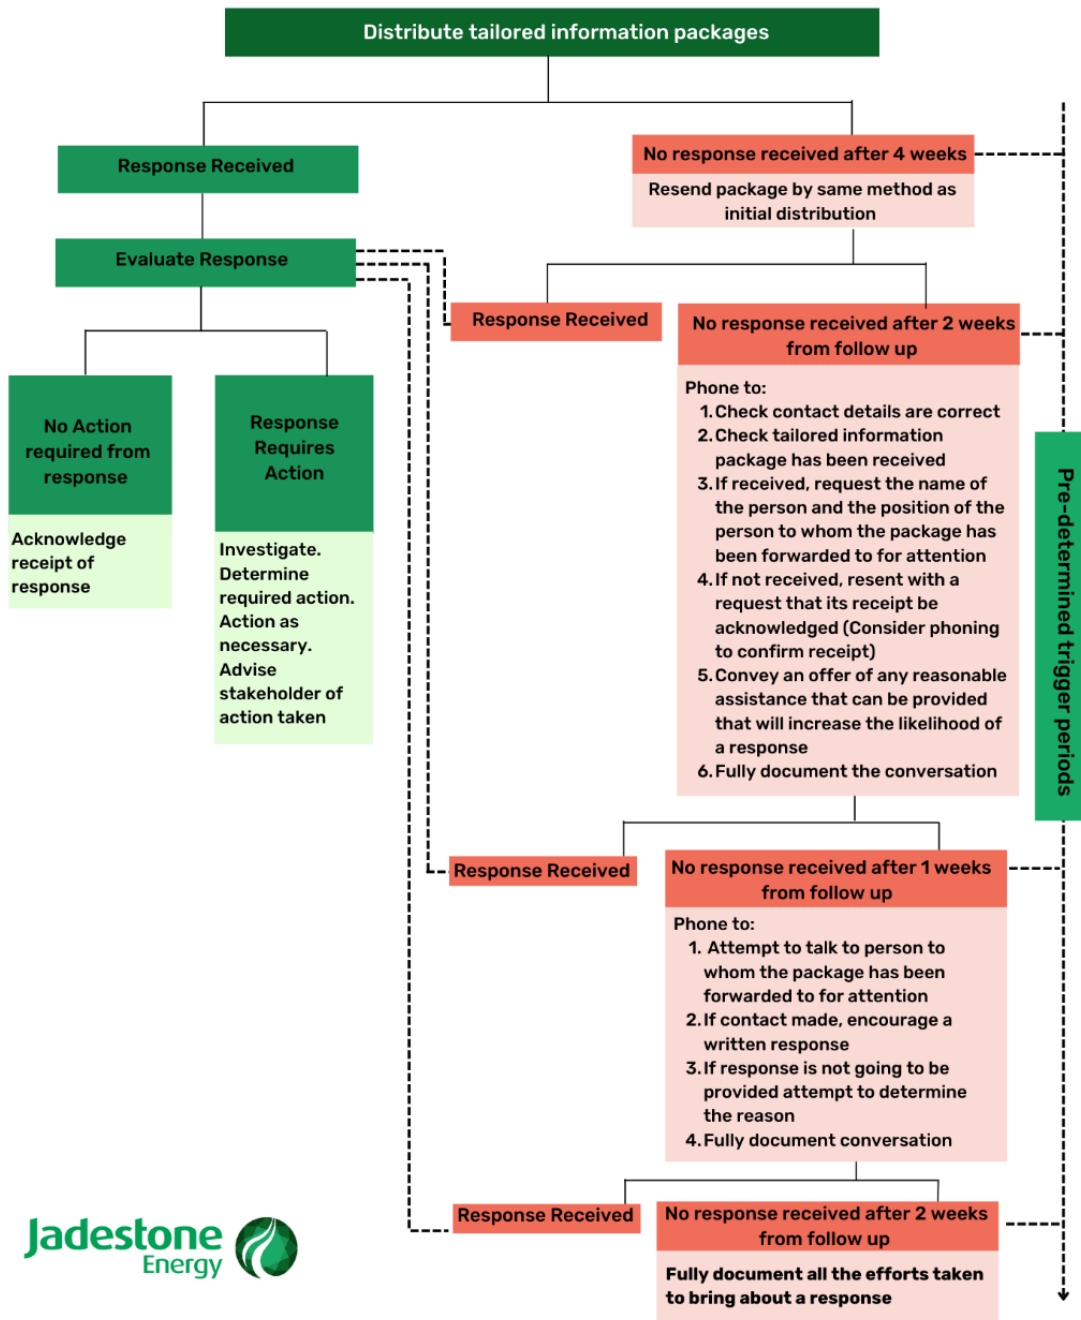 Distribute tailored information packages
Response Received
No response received after 4 weeks
Resend package by same method as
initial distribution
Evaluate Response
Response Received
No response received after 2 weeks
from follow up
No Action
required from
response
Acknowledge
receipt of
response
Response
Requires
Action
Investigate.
Determine
required action.
Action as
necessary.
Advise
stakeholder of
action taken
Phone to:
1. Check contact details are correct
2. Check tailored information
package has been received
3. If received, request the name of
the person and the position of the
person to whom the package has
been forwarded to for attention
4. If not received, resent with a
request that its receipt be
acknowledged (Consider phoning
to confirm receipt)
5. Convey an offer of any reasonable
assistance that can be provided
that will increase the likelihood of
a response
6. Fully document the conversation
Pre-determined trigger periods
Response Received
No response received after 1 weeks
from follow up
Phone to:
1. Attempt to talk to person to
whom the package has been
forwarded to for attention
2. If contact made, encourage a
written response
3. If response is not going to be
provided attempt to determine
the reason
4. Fully document conversation
Response Received
No response received after 2 weeks
from follow up
Fully document all the efforts taken
to bring about a response
Jadestone
Energy